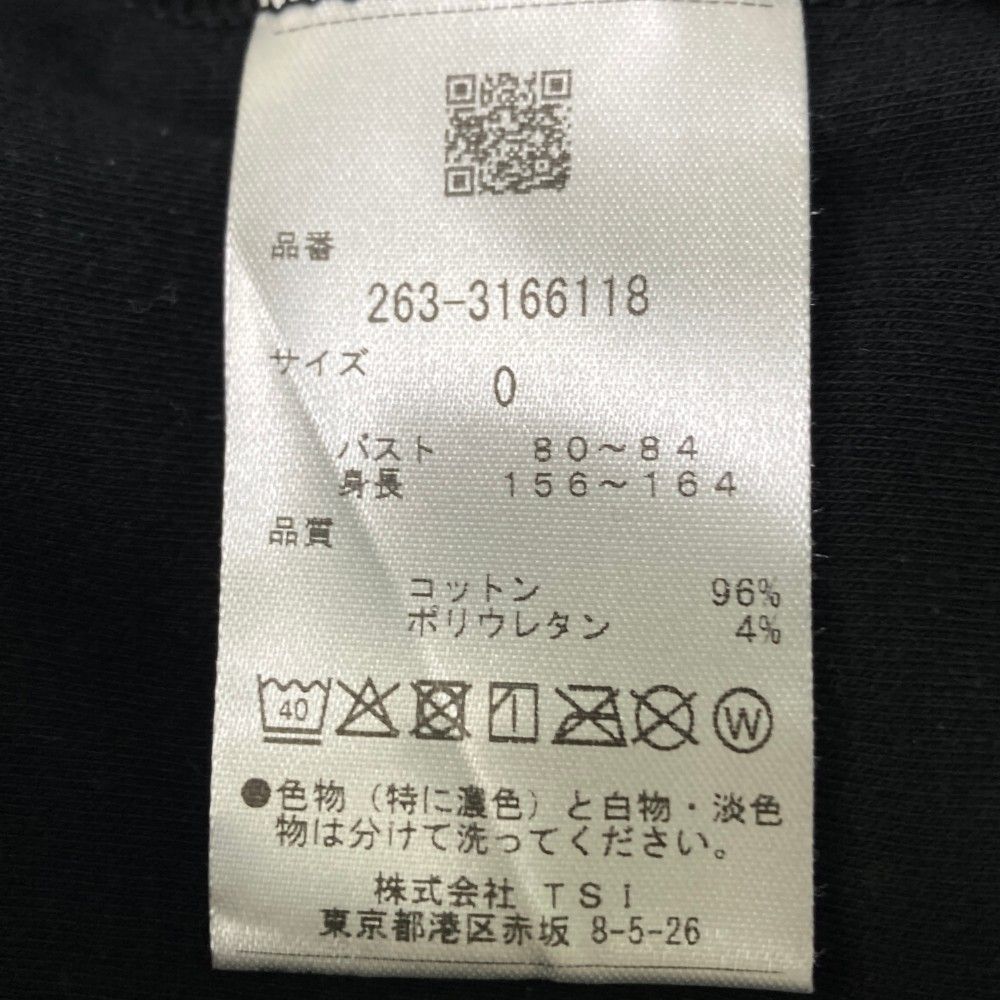 品番
263-3166118
サイズ
0
バスト 80～84
身長 156～164
品質
コットン 96%
ポリウレタン 4%
40 W
●色物（特に濃色）と白物・淡色
物は分けて洗ってください。
株式会社 TSI
東京都港区赤坂 8-5-26